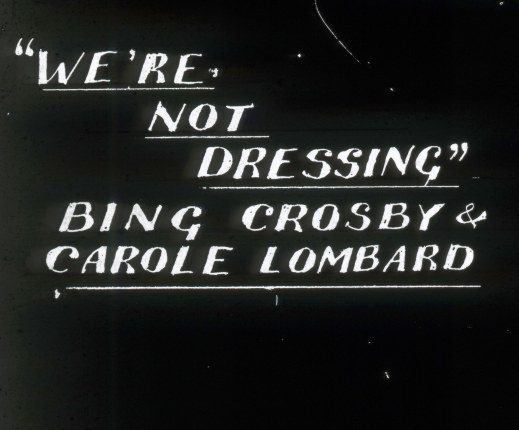 "WE'RE
NOT
DRESSING"
BING CROSBY &
CAROLE LOMBARD